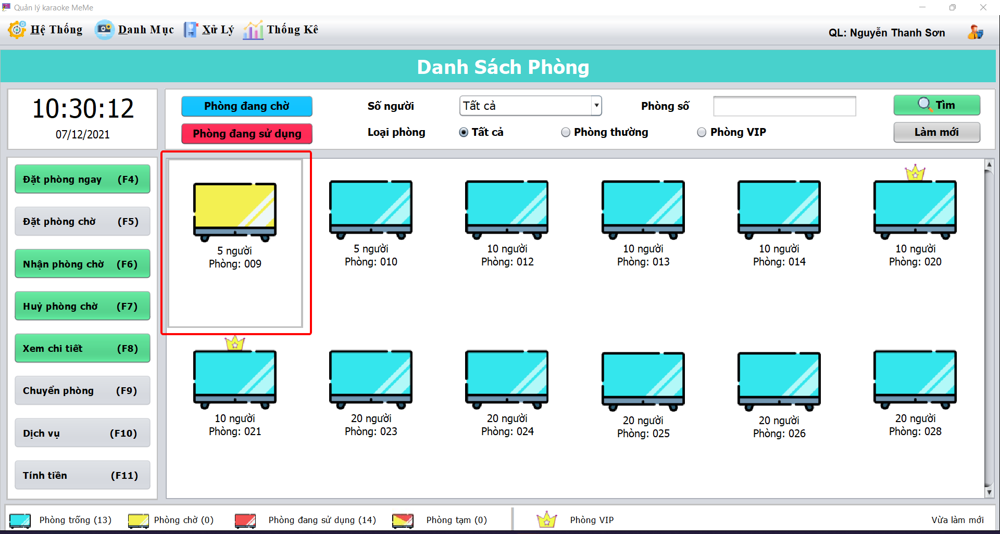 Quản lý karaoke MeMe
Hệ Thống Danh Mục Xử Lý Thống Kê
QL: Nguyễn Thanh Sơn
Danh Sách Phòng
10:30:12
07/12/2021
Phòng đang chờ
Phòng đang sử dụng
Số người
Tất cả
Phòng số
Tìm
Loại phòng
Tất cả
Phòng thường
Phòng VIP
Làm mới
Đặt phòng ngay (F4)
Đặt phòng chờ (F5)
Nhận phòng chờ (F6)
Huỷ phòng chờ (F7)
Xem chi tiết (F8)
Chuyển phòng (F9)
Dịch vụ (F10)
Tính tiền (F11)
5 người
Phòng: 009
5 người
Phòng: 010
10 người
Phòng: 012
10 người
Phòng: 013
10 người
Phòng: 014
10 người
Phòng: 020
10 người
Phòng: 021
20 người
Phòng: 023
20 người
Phòng: 024
20 người
Phòng: 025
20 người
Phòng: 026
20 người
Phòng: 028
Phòng trống (13)
Phòng chờ (0)
Phòng đang sử dụng (14)
Phòng tạm (0)
Phòng VIP
Vừa làm mới